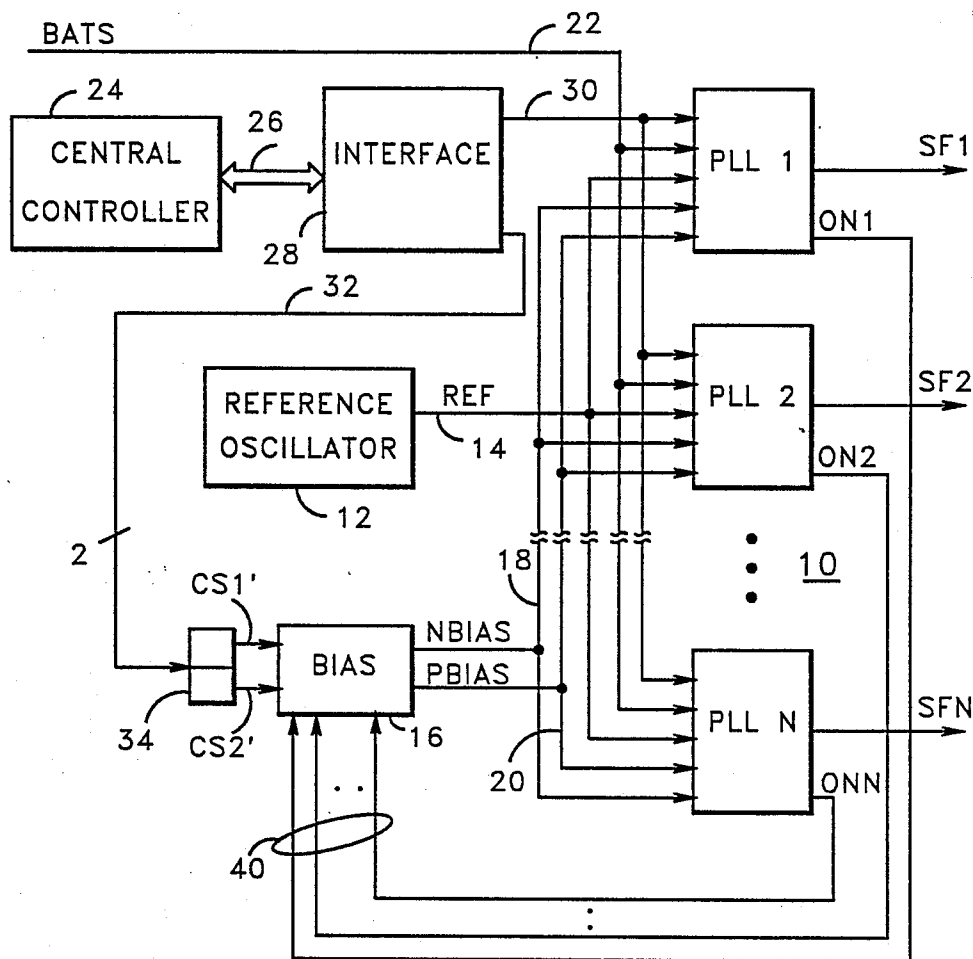 BATS
22
24
CENTRAL
CONTROLLER
26
INTERFACE
28
30
PLL 1
SF1
ON1
32
REFERENCE
OSCILLATOR
12
REF
14
PLL 2
SF2
ON2
2
18
10
CS1'
CS2'
34
BIAS
16
NBIAS
PBIAS
20
PLL N
SFN
ONN
40